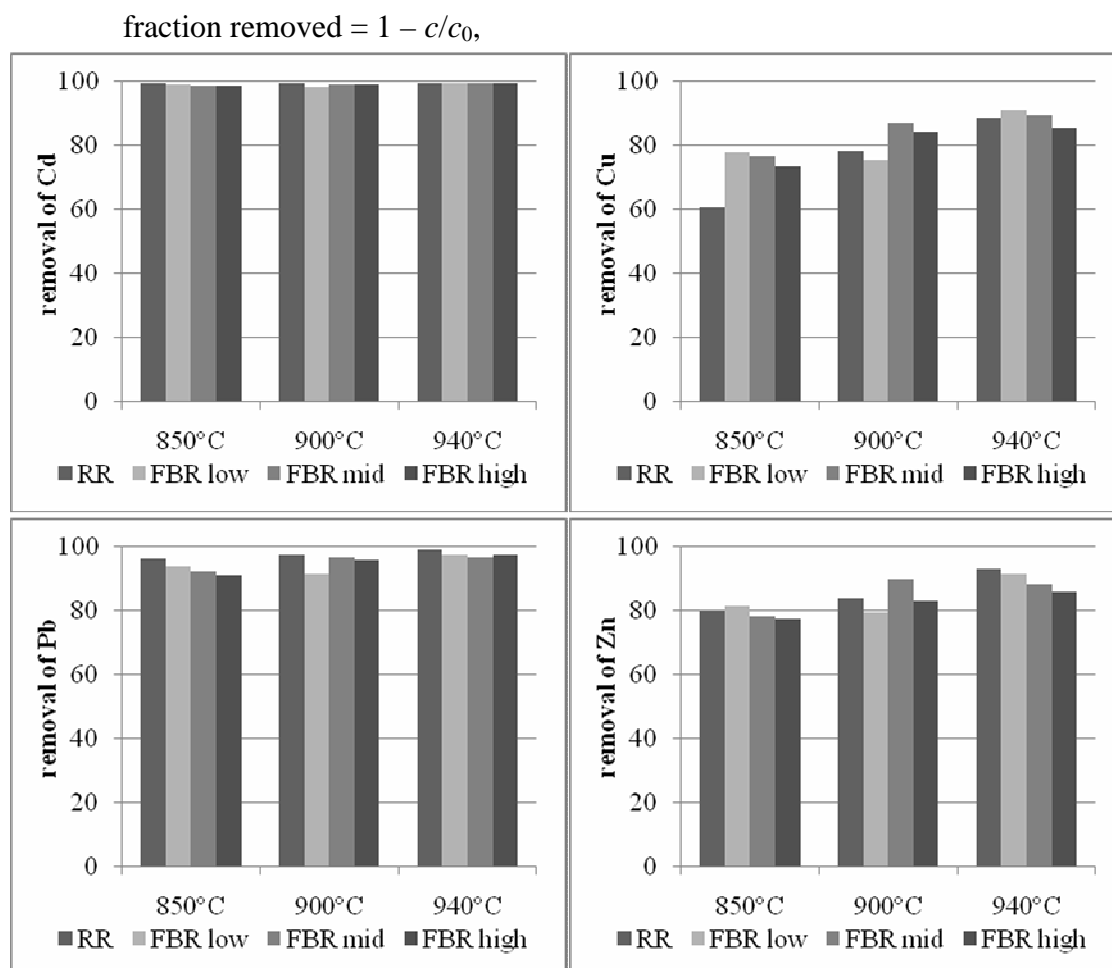 fraction removed = 1 – c/c0,
removal of Cd
100
80
60
40
20
0
850°C 900°C 940°C
RR FBR low FBR mid FBR high
removal of Cu
100
80
60
40
20
0
850°C 900°C 940°C
RR FBR low FBR mid FBR high
removal of Pb
100
80
60
40
20
0
850°C 900°C 940°C
RR FBR low FBR mid FBR high
removal of Zn
100
80
60
40
20
0
850°C 900°C 940°C
RR FBR low FBR mid FBR high